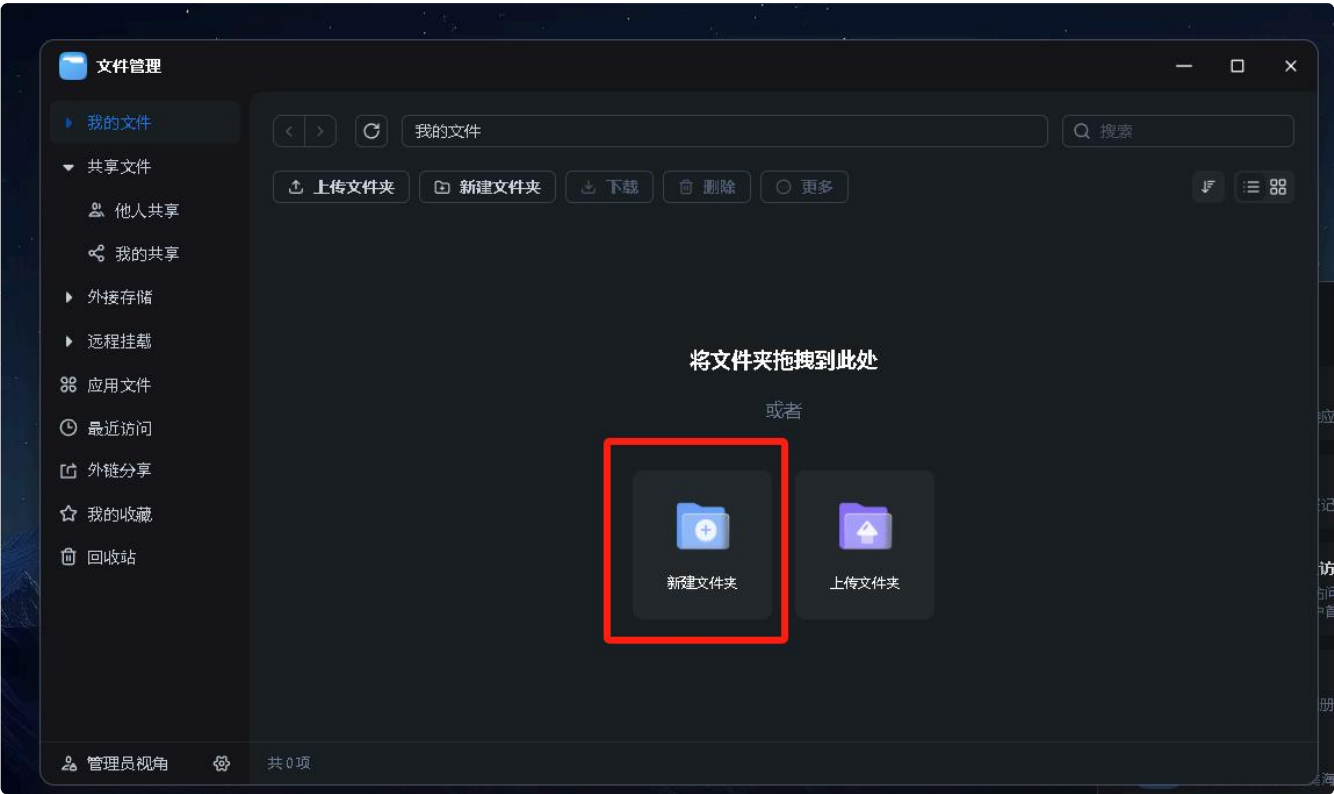 文件管理
我的文件
共享文件
他人共享
我的共享
外接存储
远程挂载
应用文件
最近访问
外链分享
我的收藏
回收站
管理员视角
我的文件
搜索
上传文件夹 新建文件夹 下载 删除 更多
将文件夹拖拽到此处
或者
新建文件夹 上传文件夹
共0项